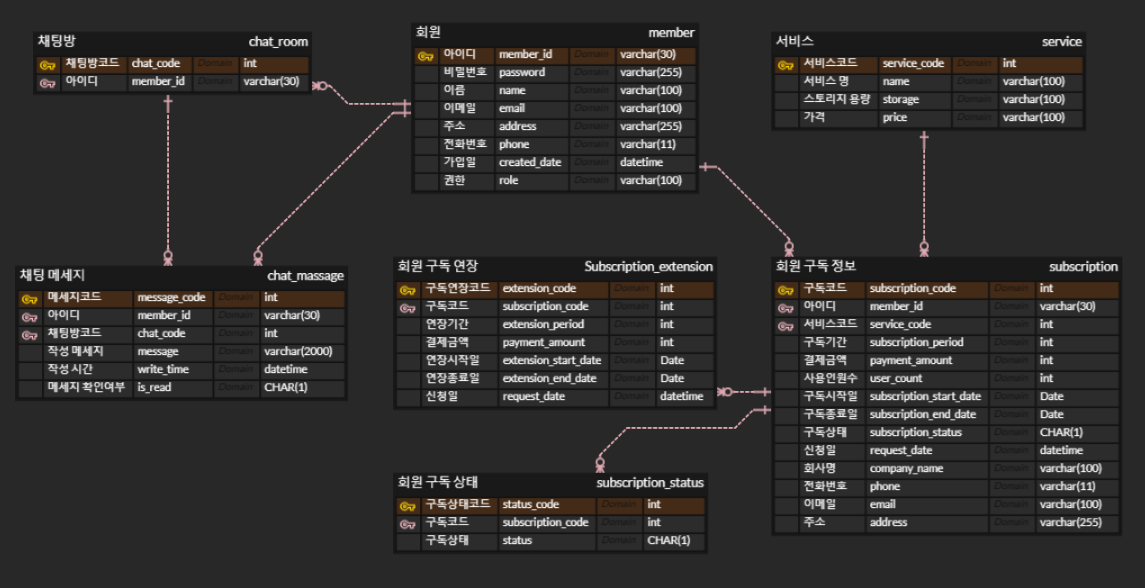 채팅방 chat_room
채팅방코드 chat_code Domain int
아이디 member_id Domain varchar(30)
회원 member
아이디 member_id Domain varchar(30)
비밀번호 password Domain varchar(255)
이름 name Domain varchar(100)
이메일 email Domain varchar(100)
주소 address Domain varchar(255)
전화번호 phone Domain varchar(11)
가입일 created_date Domain datetime
권한 role Domain varchar(100)
서비스 service
서비스코드 service_code Domain int
서비스 명 name Domain varchar(100)
스토리지 용량 storage Domain varchar(100)
가격 price Domain varchar(100)
채팅 메세지 chat_massage
메세지코드 message_code Domain int
아이디 member_id Domain varchar(30)
채팅방코드 chat_code Domain int
작성 메세지 message Domain varchar(2000)
작성 시간 write_time Domain datetime
메세지 확인여부 is_read Domain CHAR(1)
회원 구독 연장 Subscription_extension
구독연장코드 extension_code Domain int
구독코드 subscription_code Domain int
연장기간 extension_period Domain int
결제금액 payment_amount Domain int
연장시작일 extension_start_date Domain Date
연장종료일 extension_end_date Domain Date
신청일 request_date Domain datetime
회원 구독 정보 subscription
구독코드 subscription_code Domain int
아이디 member_id Domain varchar(30)
서비스코드 service_code Domain int
구독기간 subscription_period Domain int
결제금액 payment_amount Domain int
사용인원수 user_count Domain int
구독시작일 subscription_start_date Domain Date
구독종료일 subscription_end_date Domain Date
구독상태 subscription_status Domain CHAR(1)
신청일 request_date Domain datetime
회사명 company_name Domain varchar(100)
전화번호 phone Domain varchar(11)
이메일 email Domain varchar(100)
주소 address Domain varchar(255)
회원 구독 상태 subscription_status
구독상태코드 status_code Domain int
구독코드 subscription_code Domain int
구독상태 status Domain CHAR(1)